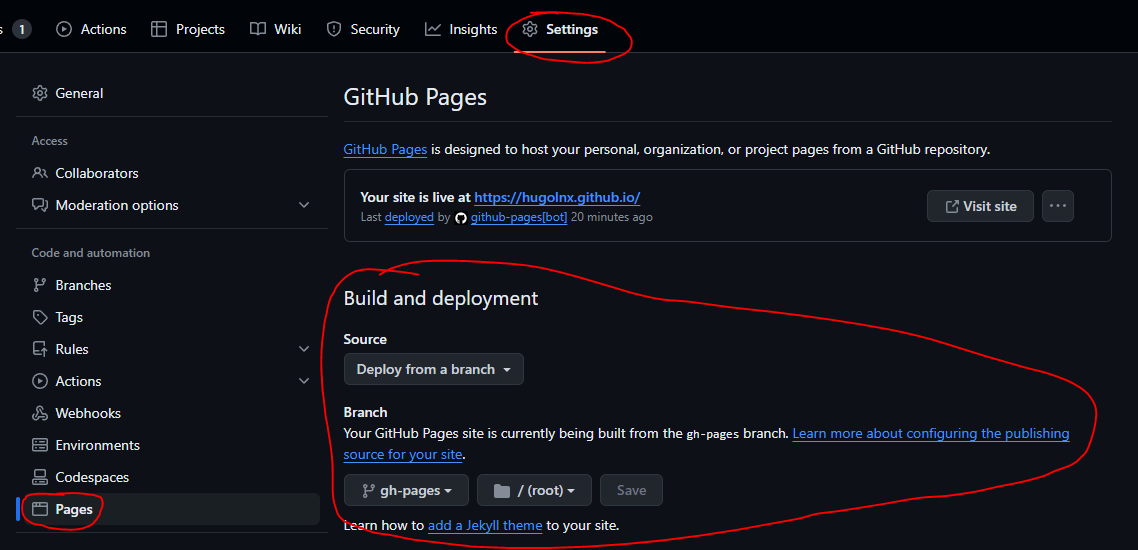 s 1 Actions Projects Wiki Security Insights Settings
General
Access
Collaborators
Moderation options
Code and automation
Branches
Tags
Rules
Actions
Webhooks
Environments
Codespaces
Pages
GitHub Pages
GitHub Pages is designed to host your personal, organization, or project pages from a GitHub repository.
Your site is live at https://hugolnx.github.io/
Last deployed by github-pages[bot] 20 minutes ago
Visit site
Build and deployment
Source
Deploy from a branch
Branch
Your GitHub Pages site is currently being built from the gh-pages branch. Learn more about configuring the publishing
source for your site.
gh-pages / (root) Save
Learn how to add a Jekyll theme to your site.